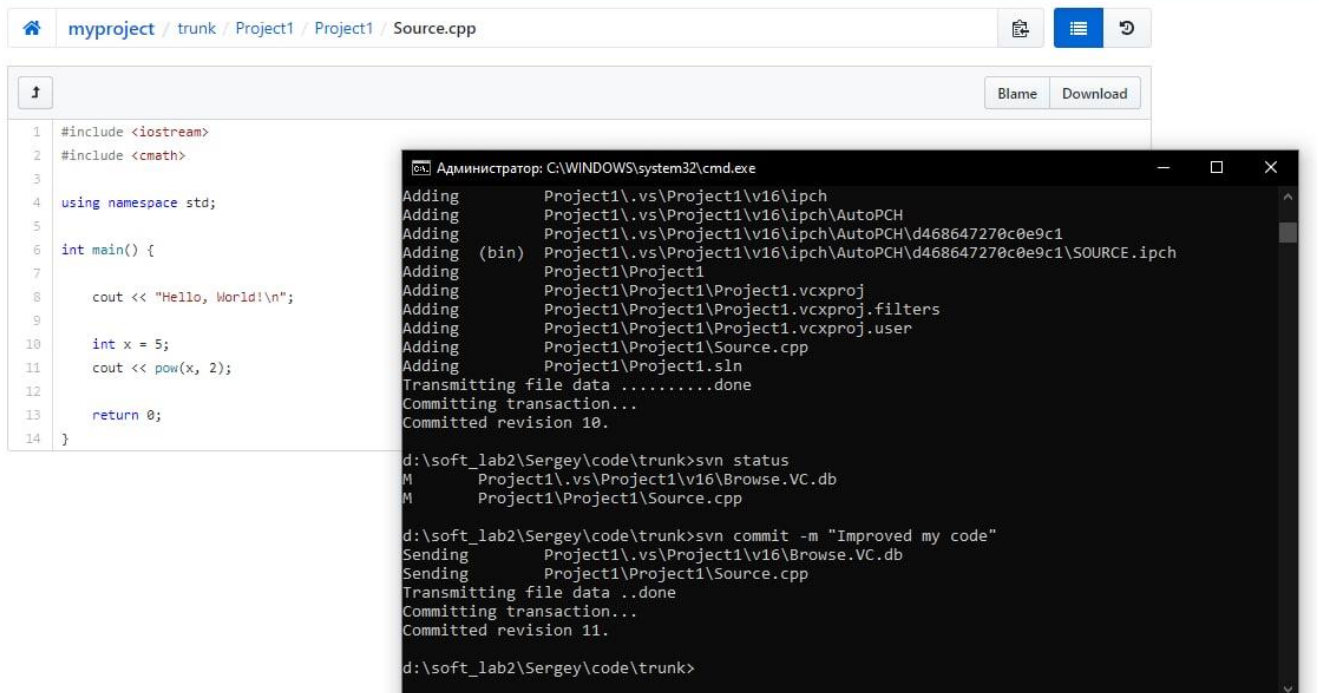 myproject / trunk / Project1 / Project1 / Source.cpp
Blame Download
1 #include <iostream>
2 #include <cmath>
3
4 using namespace std;
5
6 int main() {
7
8 cout << "Hello, World!\n";
9
10 int x = 5;
11 cout << pow(x, 2);
12
13 return 0;
14 }
Администратор: C:\WINDOWS\system32\cmd.exe
Adding Project1\.vs\Project1\v16\ipch
Adding Project1\.vs\Project1\v16\ipch\AutoPCH
Adding Project1\.vs\Project1\v16\ipch\AutoPCH\d468647270c0e9c1
Adding (bin) Project1\.vs\Project1\v16\ipch\AutoPCH\d468647270c0e9c1\SOURCE.ipch
Adding Project1\Project1
Adding Project1\Project1\Project1.vcxproj
Adding Project1\Project1\Project1.vcxproj.filters
Adding Project1\Project1\Project1.vcxproj.user
Adding Project1\Project1\Source.cpp
Adding Project1\Project1.sln
Transmitting file data ..........done
Committing transaction...
Committed revision 10.
d:\soft_lab2\Sergey\code\trunk>svn status
M Project1\.vs\Project1\v16\Browse.VC.db
M Project1\Project1\Source.cpp
d:\soft_lab2\Sergey\code\trunk>svn commit -m "Improved my code"
Sending Project1\.vs\Project1\v16\Browse.VC.db
Sending Project1\Project1\Source.cpp
Transmitting file data ..done
Committing transaction...
Committed revision 11.
d:\soft_lab2\Sergey\code\trunk>